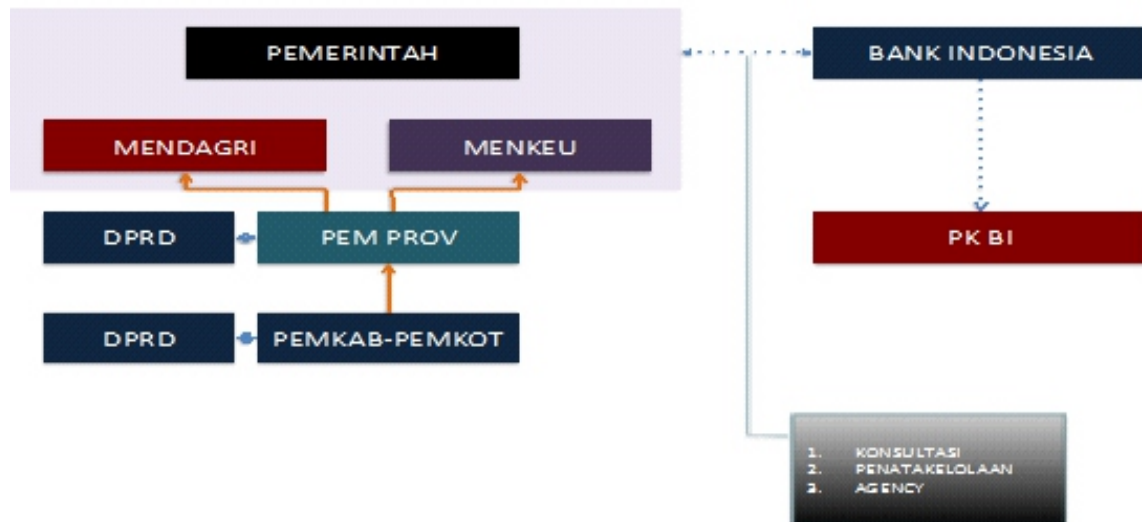 PEMERINTAH
BANK INDONESIA
MENDAGRI
MENKEU
DPRD
PEM PROV
PK BI
DPRD
PEMKAB-PEMKOT
1. KONSULTASI
2. PENATAKELOLAAN
3. AGENCY